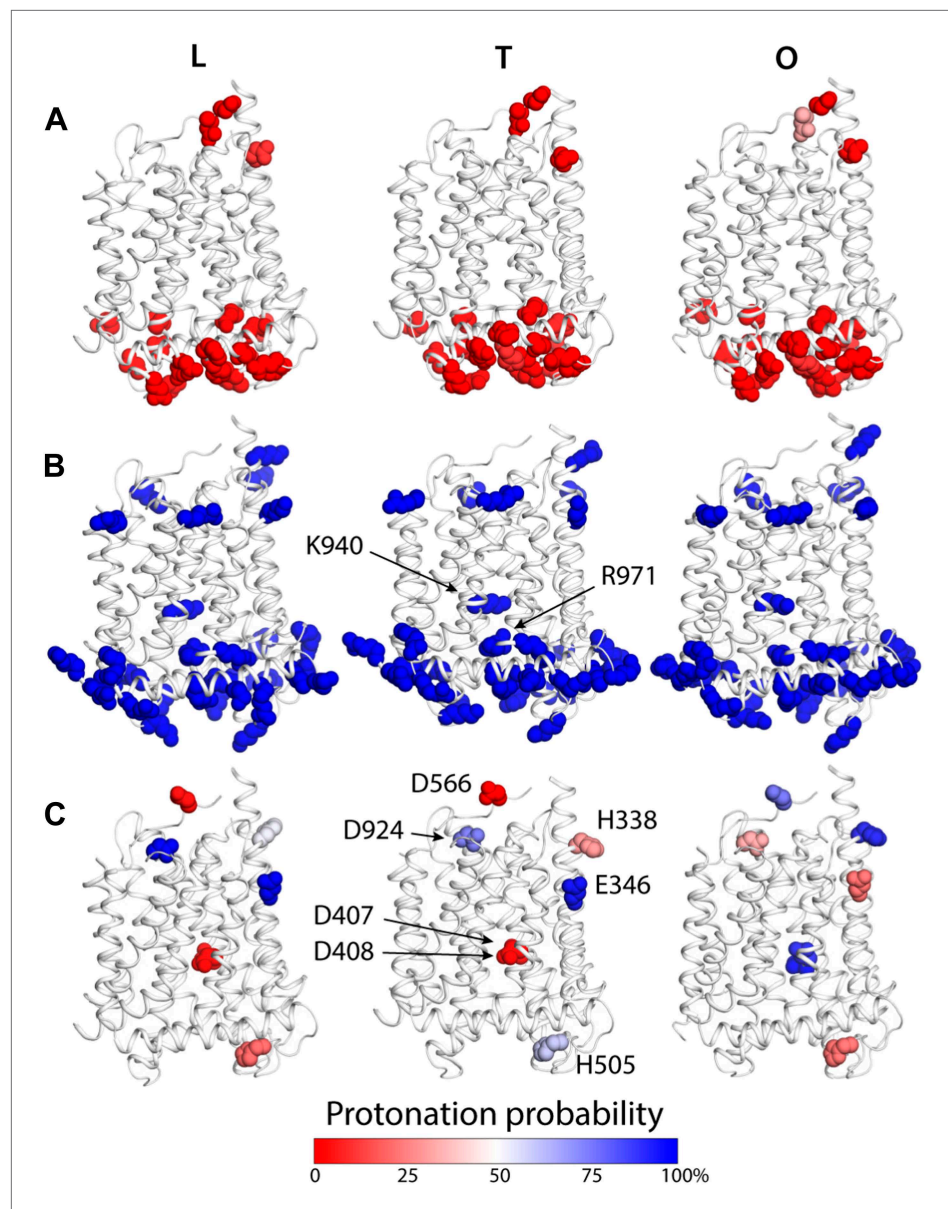 L T O
A
B
K940
R971
C
D566
D924
H338
E346
D407
D408
H505
Protonation probability
0 25 50 75 100%